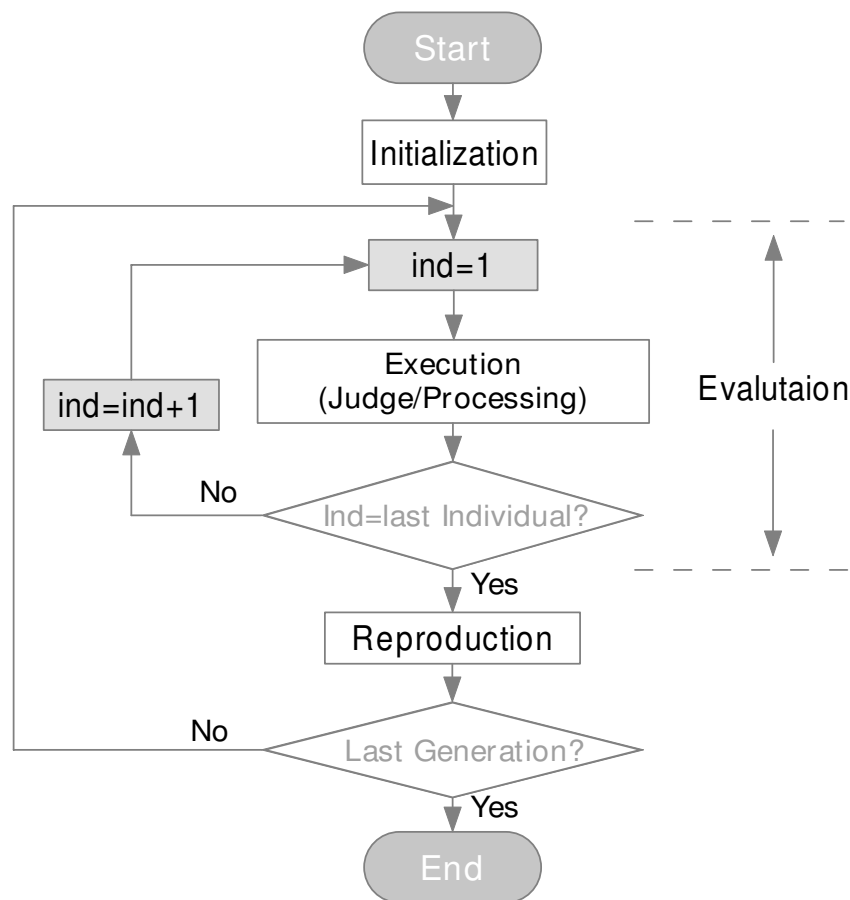 Start
Initialization
ind=1
Execution
(Judge/Processing)
Evalutaion
ind=ind+1
No
Ind=last Individual?
Yes
Reproduction
No
Last Generation?
Yes
End